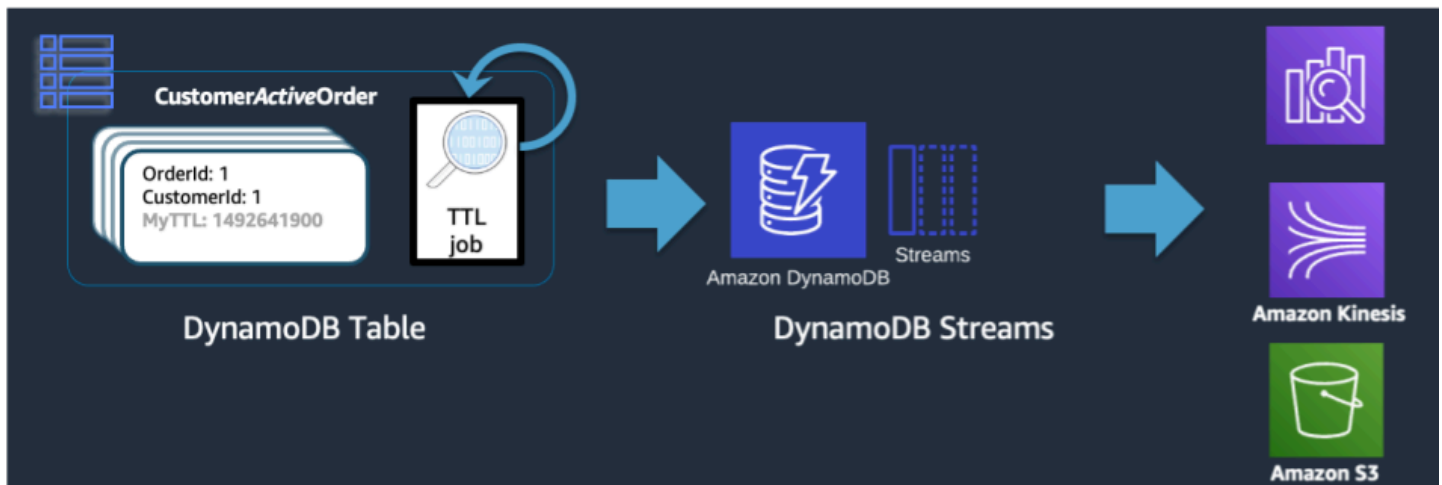 CustomerActiveOrder
OrderId: 1
CustomerId: 1
MyTTL: 1492641900
TTL
job
DynamoDB Table
Amazon DynamoDB
Streams
DynamoDB Streams
Amazon Kinesis
Amazon S3